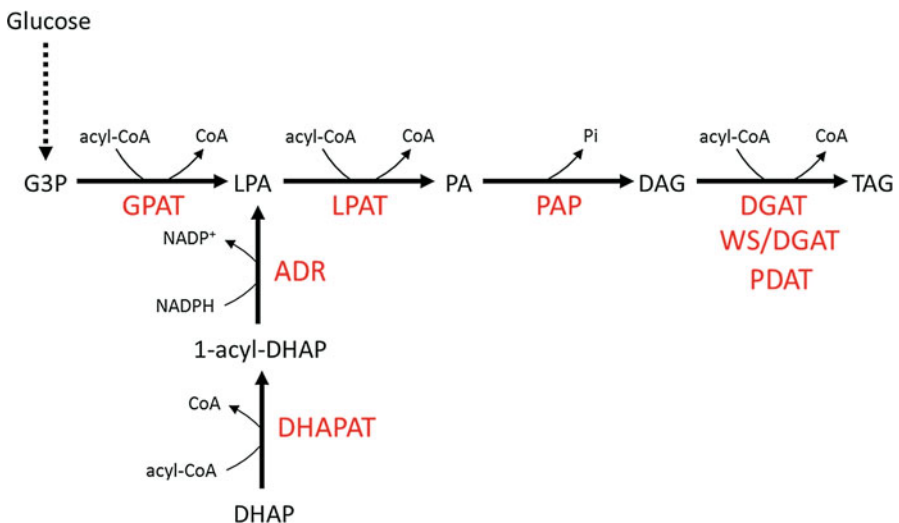 Glucose
acyl-CoA CoA acyl-CoA CoA Pi acyl-CoA CoA
G3P LPA PA DAG TAG
GPAT LPAT PAP DGAT
WS/DGAT
PDAT
NADP⁺
ADR
NADPH
1-acyl-DHAP
CoA
DHAPAT
acyl-CoA
DHAP